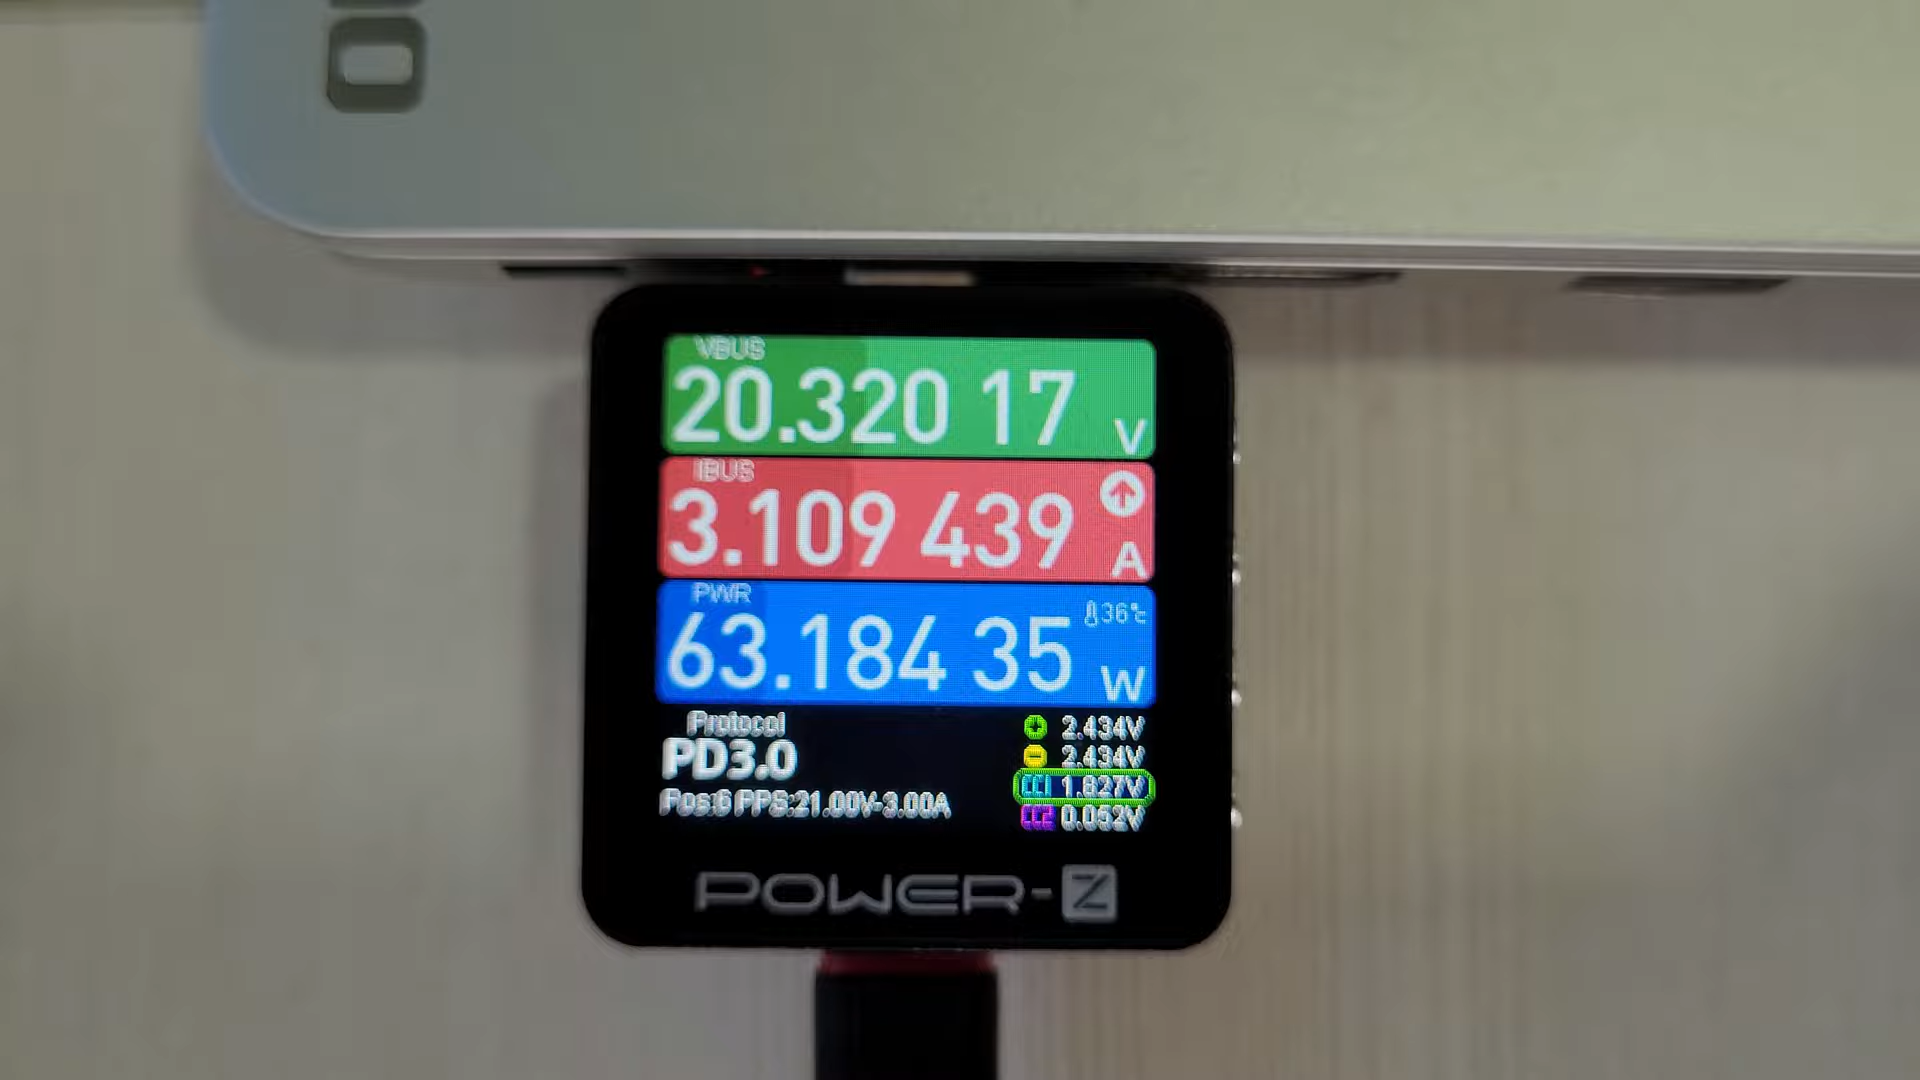 VBUS
20.320 17 V
IBUS
3.109 439 A
PWR
36℃
63.184 35 W
Protocol
PD3.0
Pos:6 PPS:21.00V-3.00A
2.434V
2.434V
CC1 1.827V
CC2 0.052V
POWER-Z